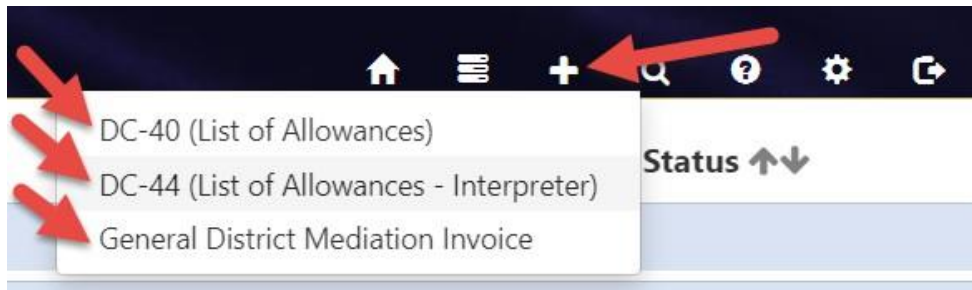 DC-40 (List of Allowances)
DC-44 (List of Allowances - Interpreter)
General District Mediation Invoice
Status